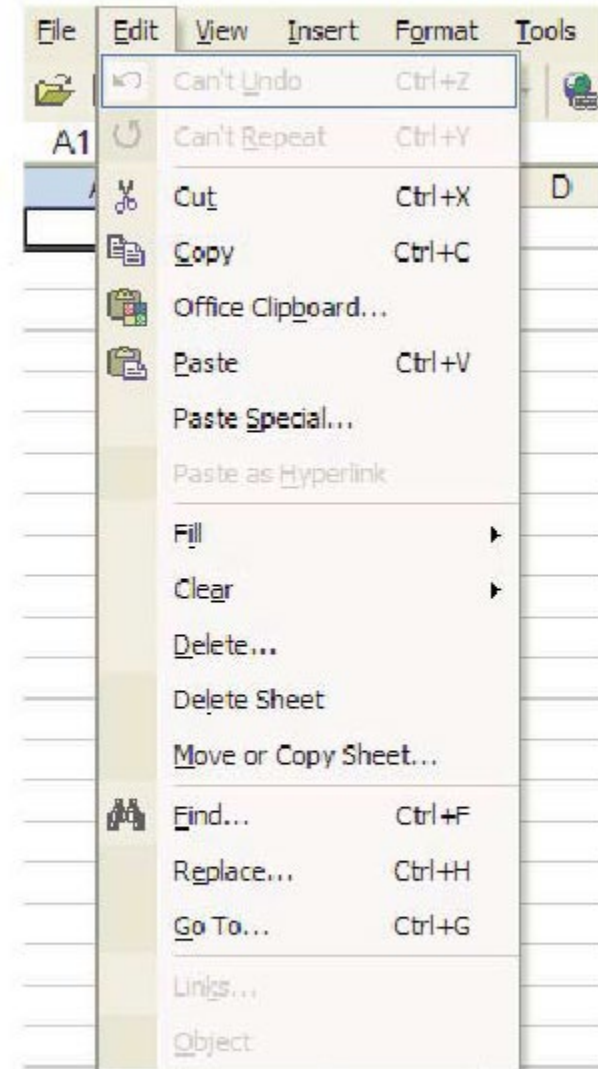 File Edit View Insert Format Tools
Can't Undo Ctrl+Z
A1
Can't Repeat Ctrl+Y
D
Cut Ctrl+X
Copy Ctrl+C
Office Clipboard...
Paste Ctrl+V
Paste Special...
Paste as Hyperlink
Fill
Clear
Delete...
Delete Sheet
Move or Copy Sheet...
Find... Ctrl+F
Replace... Ctrl+H
Go To... Ctrl+G
Links...
Object